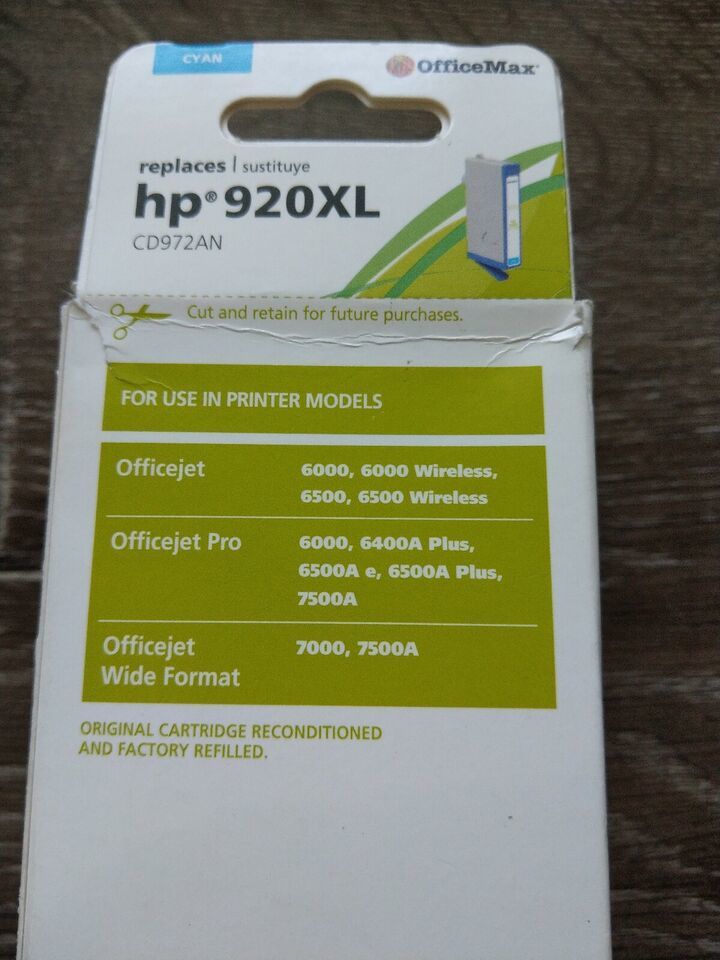 CYAN
OfficeMax
replaces | sustituye
hp® 920XL
CD972AN
Cut and retain for future purchases.
FOR USE IN PRINTER MODELS
Officejet 6000, 6000 Wireless,
6500, 6500 Wireless
Officejet Pro 6000, 6400A Plus,
6500A e, 6500A Plus,
7500A
Officejet 7000, 7500A
Wide Format
ORIGINAL CARTRIDGE RECONDITIONED
AND FACTORY REFILLED.